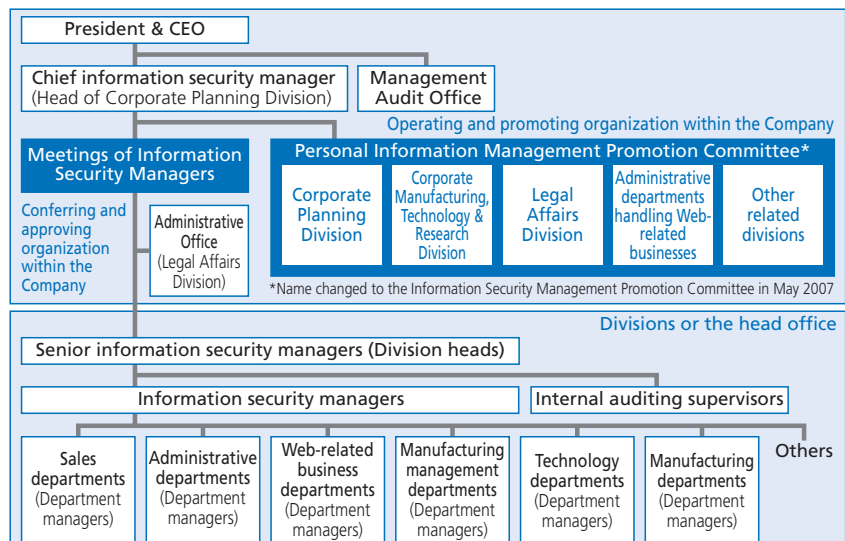 President & CEO
Chief information security manager
(Head of Corporate Planning Division)
Management
Audit Office
Operating and promoting organization within the Company
Meetings of Information
Security Managers
Personal Information Management Promotion Committee*
Corporate
Planning
Division
Corporate
Manufacturing,
Technology &
Research
Division
Legal
Affairs
Division
Administrative
departments
handling Web-
related
businesses
Other
related
divisions
Conferring and
approving
organization
within the
Company
Administrative
Office
(Legal Affairs
Division)
*Name changed to the Information Security Management Promotion Committee in May 2007
Divisions or the head office
Senior information security managers (Division heads)
Information security managers
Internal auditing supervisors
Sales
departments
(Department
managers)
Administrative
departments
(Department
managers)
Web-related
business
departments
(Department
managers)
Manufacturing
management
departments
(Department
managers)
Technology
departments
(Department
managers)
Manufacturing
departments
(Department
managers)
Others